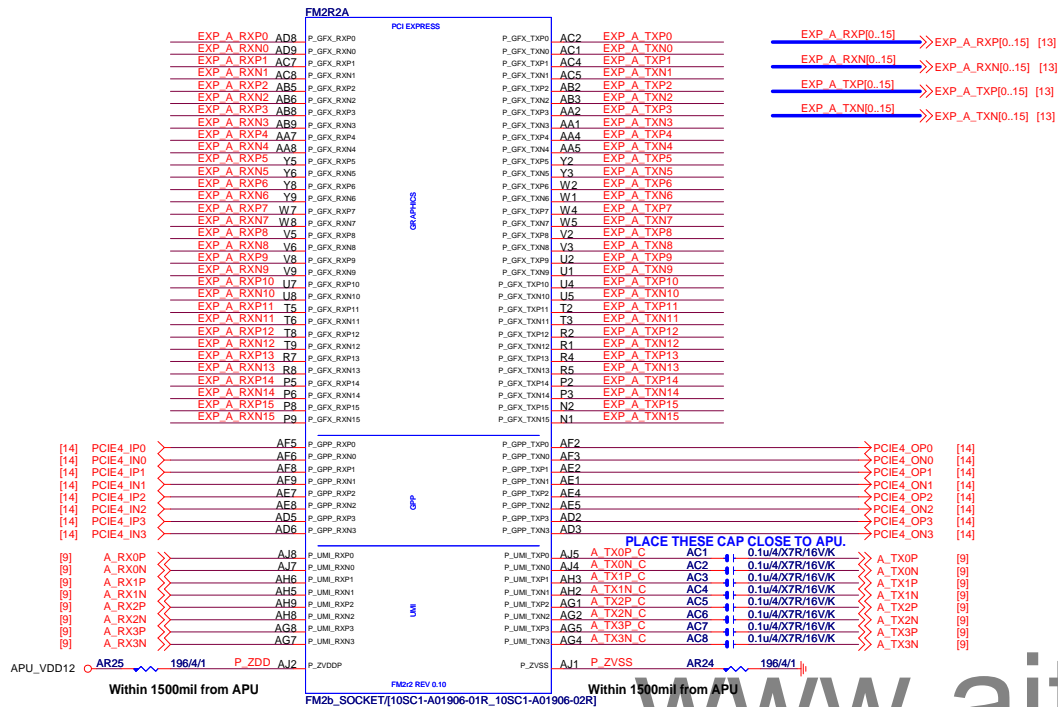 FM2R2A
PCI EXPRESS
EXP_A_RXP0 AD8 P_GFX_RXP0 P_GFX_TXP0 AC2 EXP_A_TXP0
EXP_A_RXN0 AD9 P_GFX_RXN0 P_GFX_TXN0 AC1 EXP_A_TXN0
EXP_A_RXP1 AC7 P_GFX_RXP1 P_GFX_TXP1 AC4 EXP_A_TXP1
EXP_A_RXN1 AC8 P_GFX_RXN1 P_GFX_TXN1 AC5 EXP_A_TXN1
EXP_A_RXP2 AB5 P_GFX_RXP2 P_GFX_TXP2 AB2 EXP_A_TXP2
EXP_A_RXN2 AB6 P_GFX_RXN2 P_GFX_TXN2 AB3 EXP_A_TXN2
EXP_A_RXP3 AB8 P_GFX_RXP3 P_GFX_TXP3 AA2 EXP_A_TXP3
EXP_A_RXN3 AB9 P_GFX_RXN3 P_GFX_TXN3 AA1 EXP_A_TXN3
EXP_A_RXP4 AA7 P_GFX_RXP4 P_GFX_TXP4 AA4 EXP_A_TXP4
EXP_A_RXN4 AA8 P_GFX_RXN4 P_GFX_TXN4 AA5 EXP_A_TXN4
EXP_A_RXP5 Y5 P_GFX_RXP5 P_GFX_TXP5 Y2 EXP_A_TXP5
EXP_A_RXN5 Y6 P_GFX_RXN5 P_GFX_TXN5 Y3 EXP_A_TXN5
EXP_A_RXP6 Y8 P_GFX_RXP6 P_GFX_TXP6 W2 EXP_A_TXP6
EXP_A_RXN6 Y9 P_GFX_RXN6 P_GFX_TXN6 W1 EXP_A_TXN6
EXP_A_RXP7 W7 P_GFX_RXP7 P_GFX_TXP7 W4 EXP_A_TXP7
EXP_A_RXN7 W8 P_GFX_RXN7 P_GFX_TXN7 W5 EXP_A_TXN7
EXP_A_RXP8 V5 P_GFX_RXP8 P_GFX_TXP8 V2 EXP_A_TXP8
EXP_A_RXN8 V6 P_GFX_RXN8 P_GFX_TXN8 V3 EXP_A_TXN8
EXP_A_RXP9 V8 P_GFX_RXP9 P_GFX_TXP9 U2 EXP_A_TXP9
EXP_A_RXN9 V9 P_GFX_RXN9 P_GFX_TXN9 U1 EXP_A_TXN9
EXP_A_RXP10 U7 P_GFX_RXP10 P_GFX_TXP10 U4 EXP_A_TXP10
EXP_A_RXN10 U8 P_GFX_RXN10 P_GFX_TXN10 U5 EXP_A_TXN10
EXP_A_RXP11 T5 P_GFX_RXP11 P_GFX_TXP11 T2 EXP_A_TXP11
EXP_A_RXN11 T6 P_GFX_RXN11 P_GFX_TXN11 T3 EXP_A_TXN11
EXP_A_RXP12 T8 P_GFX_RXP12 P_GFX_TXP12 R2 EXP_A_TXP12
EXP_A_RXN12 T9 P_GFX_RXN12 P_GFX_TXN12 R1 EXP_A_TXN12
EXP_A_RXP13 R7 P_GFX_RXP13 P_GFX_TXP13 R4 EXP_A_TXP13
EXP_A_RXN13 R8 P_GFX_RXN13 P_GFX_TXN13 R5 EXP_A_TXN13
EXP_A_RXP14 P5 P_GFX_RXP14 P_GFX_TXP14 P2 EXP_A_TXP14
EXP_A_RXN14 P6 P_GFX_RXN14 P_GFX_TXN14 P3 EXP_A_TXN14
EXP_A_RXP15 P8 P_GFX_RXP15 P_GFX_TXP15 N2 EXP_A_TXP15
EXP_A_RXN15 P9 P_GFX_RXN15 P_GFX_TXN15 N1 EXP_A_TXN15
GRAPHICS
EXP_A_RXP[0..15] EXP_A_RXP[0..15] [13]
EXP_A_RXN[0..15] EXP_A_RXN[0..15] [13]
EXP_A_TXP[0..15] EXP_A_TXP[0..15] [13]
EXP_A_TXN[0..15] EXP_A_TXN[0..15] [13]
[14] PCIE4_IP0 AF5 P_GPP_RXP0 P_GPP_TXP0 AF2 PCIE4_OP0 [14]
[14] PCIE4_IN0 AF6 P_GPP_RXN0 P_GPP_TXN0 AF3 PCIE4_ON0 [14]
[14] PCIE4_IP1 AF8 P_GPP_RXP1 P_GPP_TXP1 AE2 PCIE4_OP1 [14]
[14] PCIE4_IN1 AF9 P_GPP_RXN1 P_GPP_TXN1 AE1 PCIE4_ON1 [14]
[14] PCIE4_IP2 AE7 P_GPP_RXP2 P_GPP_TXP2 AE4 PCIE4_OP2 [14]
[14] PCIE4_IN2 AE8 P_GPP_RXN2 P_GPP_TXN2 AE5 PCIE4_ON2 [14]
[14] PCIE4_IP3 AD5 P_GPP_RXP3 P_GPP_TXP3 AD2 PCIE4_OP3 [14]
[14] PCIE4_IN3 AD6 P_GPP_RXN3 P_GPP_TXN3 AD3 PCIE4_ON3 [14]
GPP
PLACE THESE CAP CLOSE TO APU.
[9] A_RX0P AJ8 P_UMI_RXP0 P_UMI_TXP0 AJ5 A_TX0P_C AC1 0.1u/4/X7R/16V/K A_TX0P [9]
[9] A_RX0N AJ7 P_UMI_RXN0 P_UMI_TXN0 AJ4 A_TX0N_C AC2 0.1u/4/X7R/16V/K A_TX0N [9]
[9] A_RX1P AH6 P_UMI_RXP1 P_UMI_TXP1 AH3 A_TX1P_C AC3 0.1u/4/X7R/16V/K A_TX1P [9]
[9] A_RX1N AH5 P_UMI_RXN1 P_UMI_TXN1 AH2 A_TX1N_C AC4 0.1u/4/X7R/16V/K A_TX1N [9]
[9] A_RX2P AH9 P_UMI_RXP2 P_UMI_TXP2 AG1 A_TX2P_C AC5 0.1u/4/X7R/16V/K A_TX2P [9]
[9] A_RX2N AH8 P_UMI_RXN2 P_UMI_TXN2 AG2 A_TX2N_C AC6 0.1u/4/X7R/16V/K A_TX2N [9]
[9] A_RX3P AG8 P_UMI_RXP3 P_UMI_TXP3 AG5 A_TX3P_C AC7 0.1u/4/X7R/16V/K A_TX3P [9]
[9] A_RX3N AG7 P_UMI_RXN3 P_UMI_TXN3 AG4 A_TX3N_C AC8 0.1u/4/X7R/16V/K A_TX3N [9]
UMI
APU_VDD12 AR25 196/4/1 P_ZDD AJ2 P_ZVDDP P_ZVSS AJ1 P_ZVSS AR24 196/4/1
FM2r2 REV 0.10
Within 1500mil from APU Within 1500mil from APU
FM2b_SOCKET/[10SC1-A01906-01R_10SC1-A01906-02R]